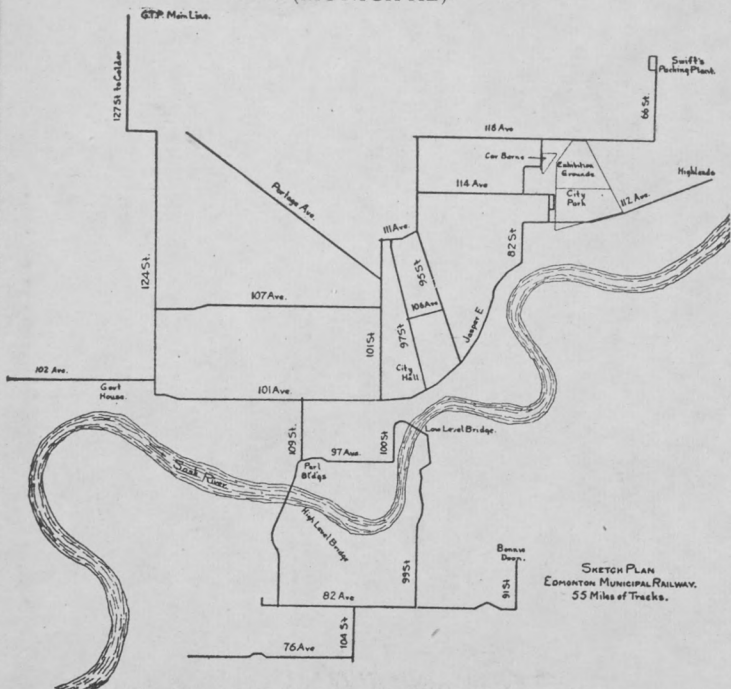 G.T.P. Main Line.
127 St to Calder
Swift's
Packing Plant.
66 St.
118 Ave
Car Barns
Exhibition
Grounds
Highlands
Portage Ave.
114 Ave
City
Park
112 Ave.
111 Ave.
82 St
95 St
124 St.
107 Ave.
106 Ave
101 St
97 St
Jasper E
102 Ave.
City
Hall
Govt
House.
101 Ave.
109 St.
100 St
Low Level Bridge.
97 Ave.
Parl
Bldgs
Sask River
High Level Bridge
Bonnie
Doon.
99 St
91 St
SKETCH PLAN
EDMONTON MUNICIPAL RAILWAY.
55 Miles of Tracks.
82 Ave
104 St
76 Ave